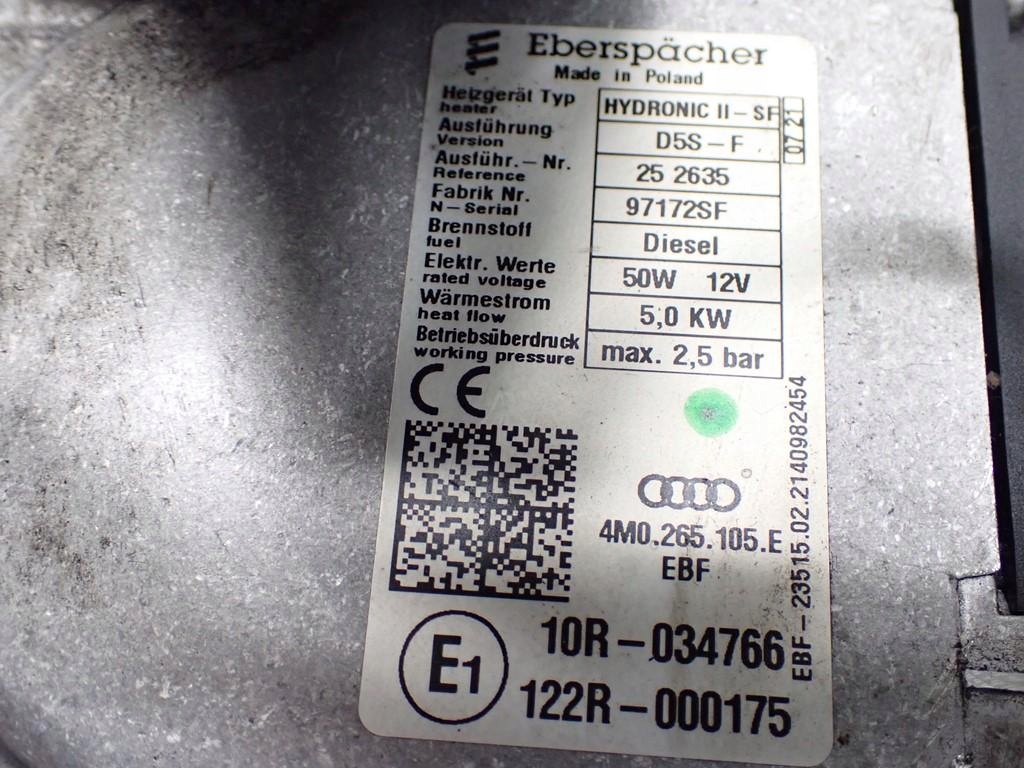 Eberspächer
Made in Poland
Heizgerät Typ HYDRONIC II – SF 07 21
heater
Ausführung D5S – F
Version
Ausführ. – Nr. 25 2635
Reference
Fabrik Nr. 97172SF
N – Serial
Brennstoff Diesel
fuel
Elektr. Werte 50W 12V
rated voltage
Wärmestrom 5,0 KW
heat flow
Betriebsüberdruck max. 2,5 bar
working pressure
CE
4M0.265.105.E
EBF
EBF – 23515.02.2140982454
E1
10R – 034766
122R – 000175